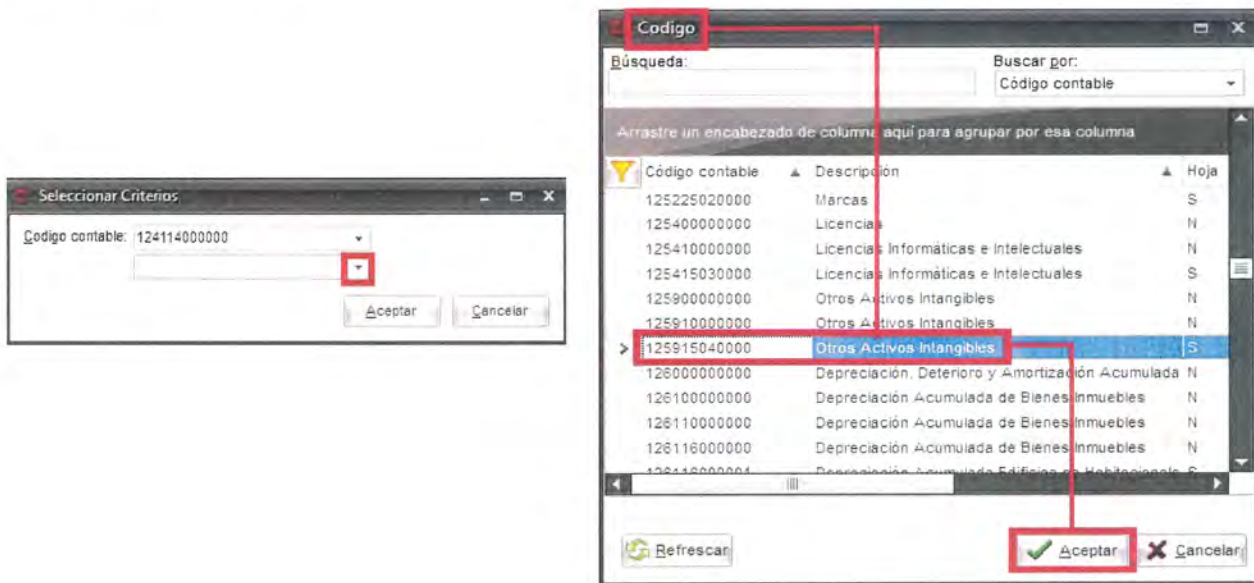 Seleccionar Criterios
Codigo contable: 124114000000
Aceptar Cancelar
Codigo
Búsqueda: Buscar por:
Código contable
Arrastre un encabezado de columna aquí para agrupar por esa columna
Código contable Descripción Hoja
125225020000 Marcas S
125400000000 Licencias N
125410000000 Licencias Informáticas e Intelectuales N
125415030000 Licencias Informáticas e Intelectuales S
125900000000 Otros Activos Intangibles N
125910000000 Otros Activos Intangibles N
125915040000 Otros Activos Intangibles S
126000000000 Depreciación, Deterioro y Amortización Acumulada N
126100000000 Depreciación Acumulada de Bienes Inmuebles N
126110000000 Depreciación Acumulada de Bienes Inmuebles N
126116000000 Depreciación Acumulada de Bienes Inmuebles N
Depreciación Acumulada Edificios
Refrescar Aceptar Cancelar